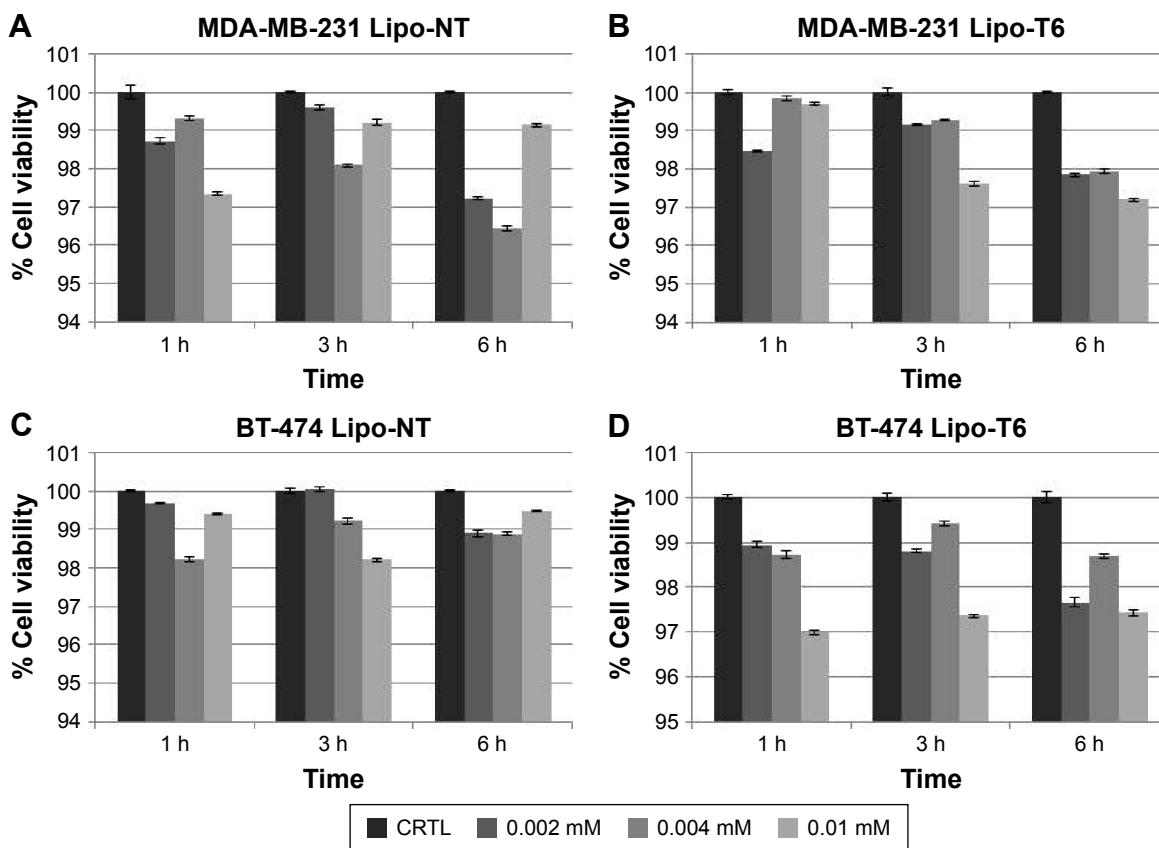 A
MDA-MB-231 Lipo-NT
% Cell viability
101
100
99
98
97
96
95
94
1 h 3 h 6 h
Time
B
MDA-MB-231 Lipo-T6
% Cell viability
101
100
99
98
97
96
95
94
1 h 3 h 6 h
Time
C
BT-474 Lipo-NT
% Cell viability
101
100
99
98
97
96
95
94
1 h 3 h 6 h
Time
D
BT-474 Lipo-T6
% Cell viability
101
100
99
98
97
96
95
1 h 3 h 6 h
Time
CRTL 0.002 mM 0.004 mM 0.01 mM